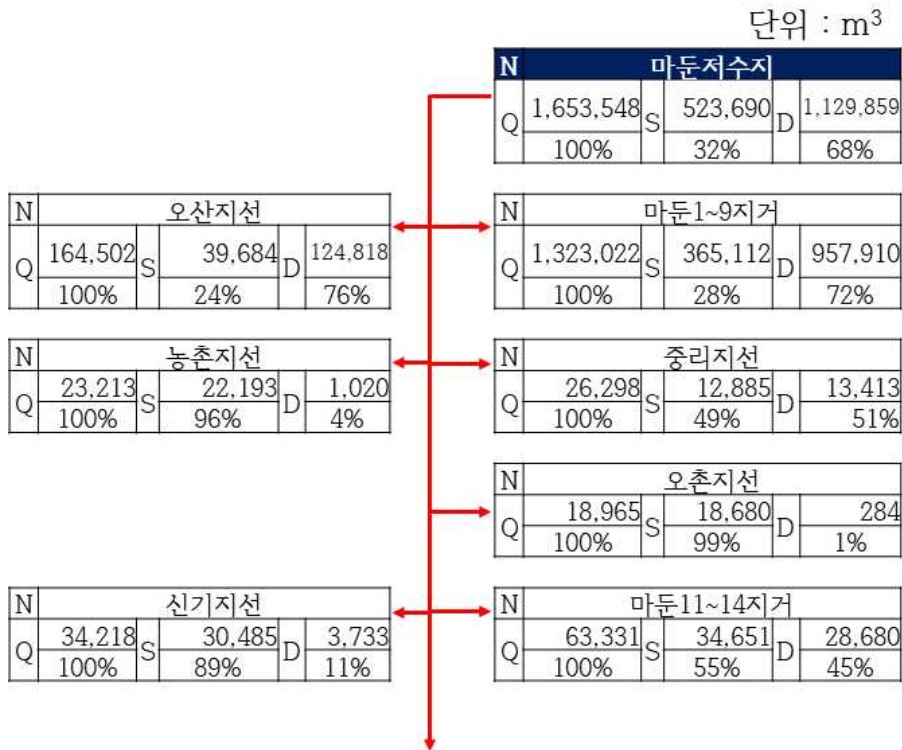 단위 : m³
N 마둔저수지
Q 1,653,548 S 523,690 D 1,129,859
100% 32% 68%
N 오산지선
Q 164,502 S 39,684 D 124,818
100% 24% 76%
N 마둔1~9지거
Q 1,323,022 S 365,112 D 957,910
100% 28% 72%
N 농촌지선
Q 23,213 S 22,193 D 1,020
100% 96% 4%
N 중리지선
Q 26,298 S 12,885 D 13,413
100% 49% 51%
N 오촌지선
Q 18,965 S 18,680 D 284
100% 99% 1%
N 신기지선
Q 34,218 S 30,485 D 3,733
100% 89% 11%
N 마둔11~14지거
Q 63,331 S 34,651 D 28,680
100% 55% 45%